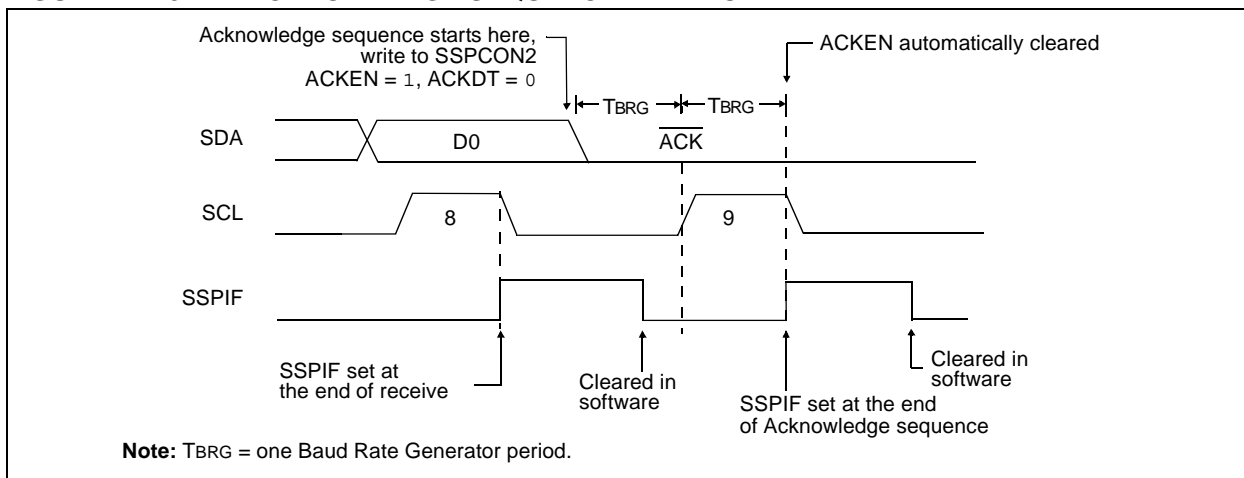 Acknowledge sequence starts here,
write to SSPCON2
ACKEN = 1, ACKDT = 0
ACKEN automatically cleared
TBRG
TBRG
SDA
D0
ACK
SCL
8
9
SSPIF
SSPIF set at
the end of receive
Cleared in
software
SSPIF set at the end
of Acknowledge sequence
Cleared in
software
Note: TBRG = one Baud Rate Generator period.